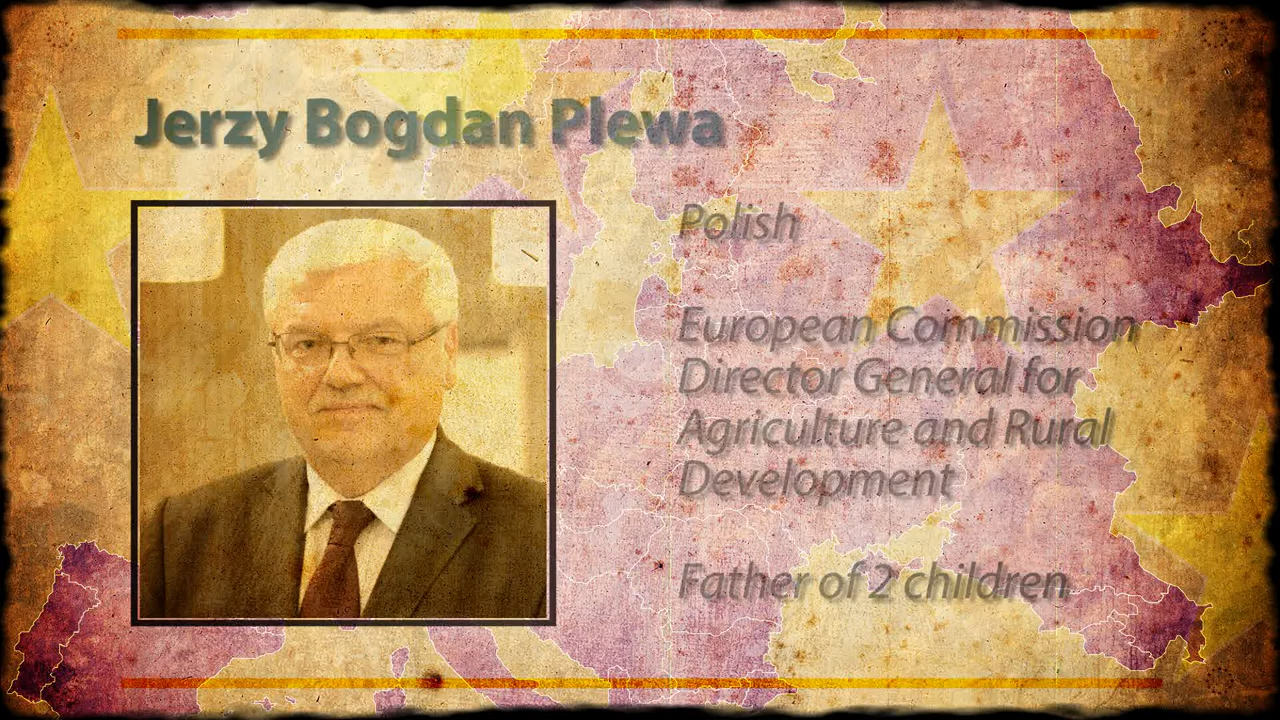 Jerzy Bogdan Plewa
Polish
European Commission
Director General for
Agriculture and Rural
Development
Father of 2 children